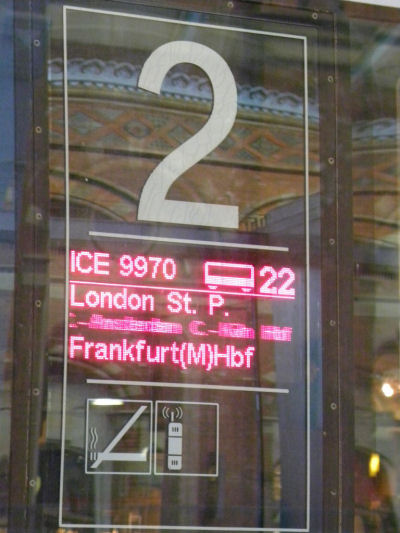 2
ICE 9970 22
London St. P.
Frankfurt(M)Hbf